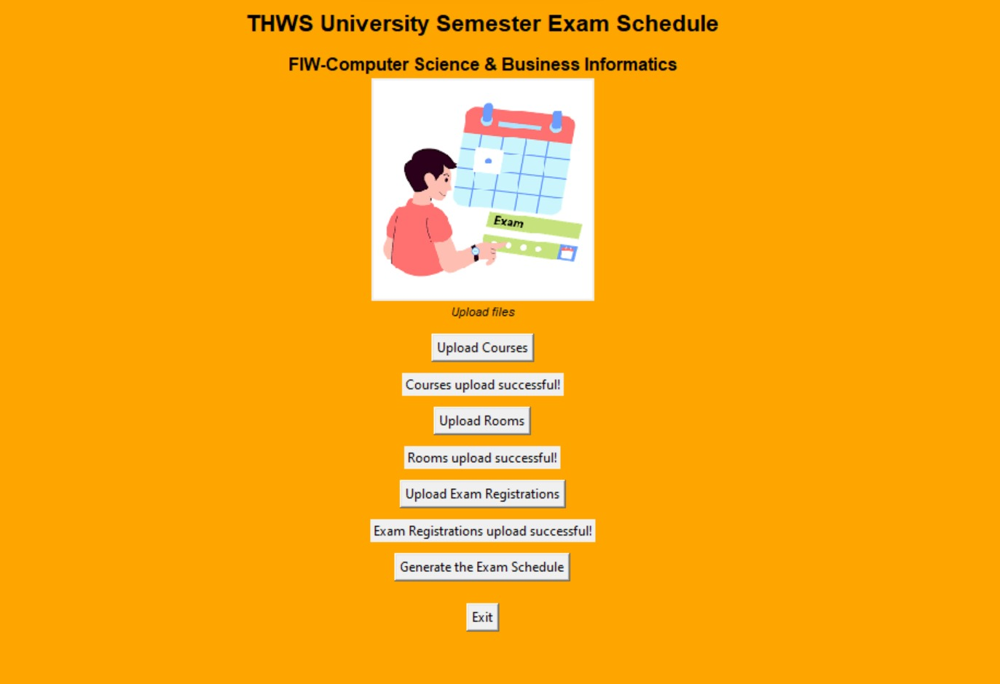 THWS University Semester Exam Schedule
FIW-Computer Science & Business Informatics
Exam
Upload files
Upload Courses
Courses upload successful!
Upload Rooms
Rooms upload successful!
Upload Exam Registrations
Exam Registrations upload successful!
Generate the Exam Schedule
Exit